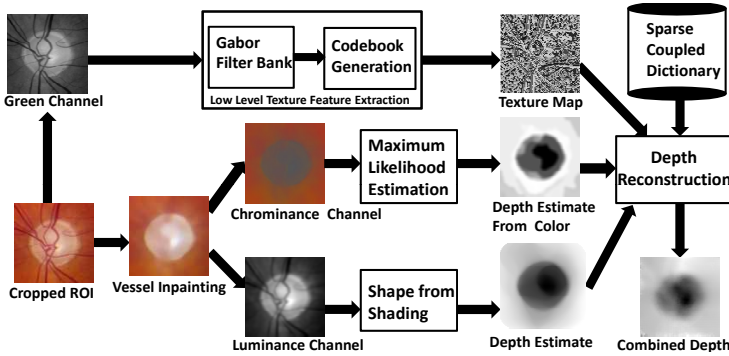 Gabor
Filter Bank
Codebook
Generation
Low Level Texture Feature Extraction
Sparse
Coupled
Dictionary
Green Channel
Texture Map
Maximum
Likelihood
Estimation
Depth
Reconstruction
Chrominance Channel
Depth Estimate
From Color
Cropped ROI
Vessel Inpainting
Shape from
Shading
Luminance Channel
Depth Estimate
Combined Depth